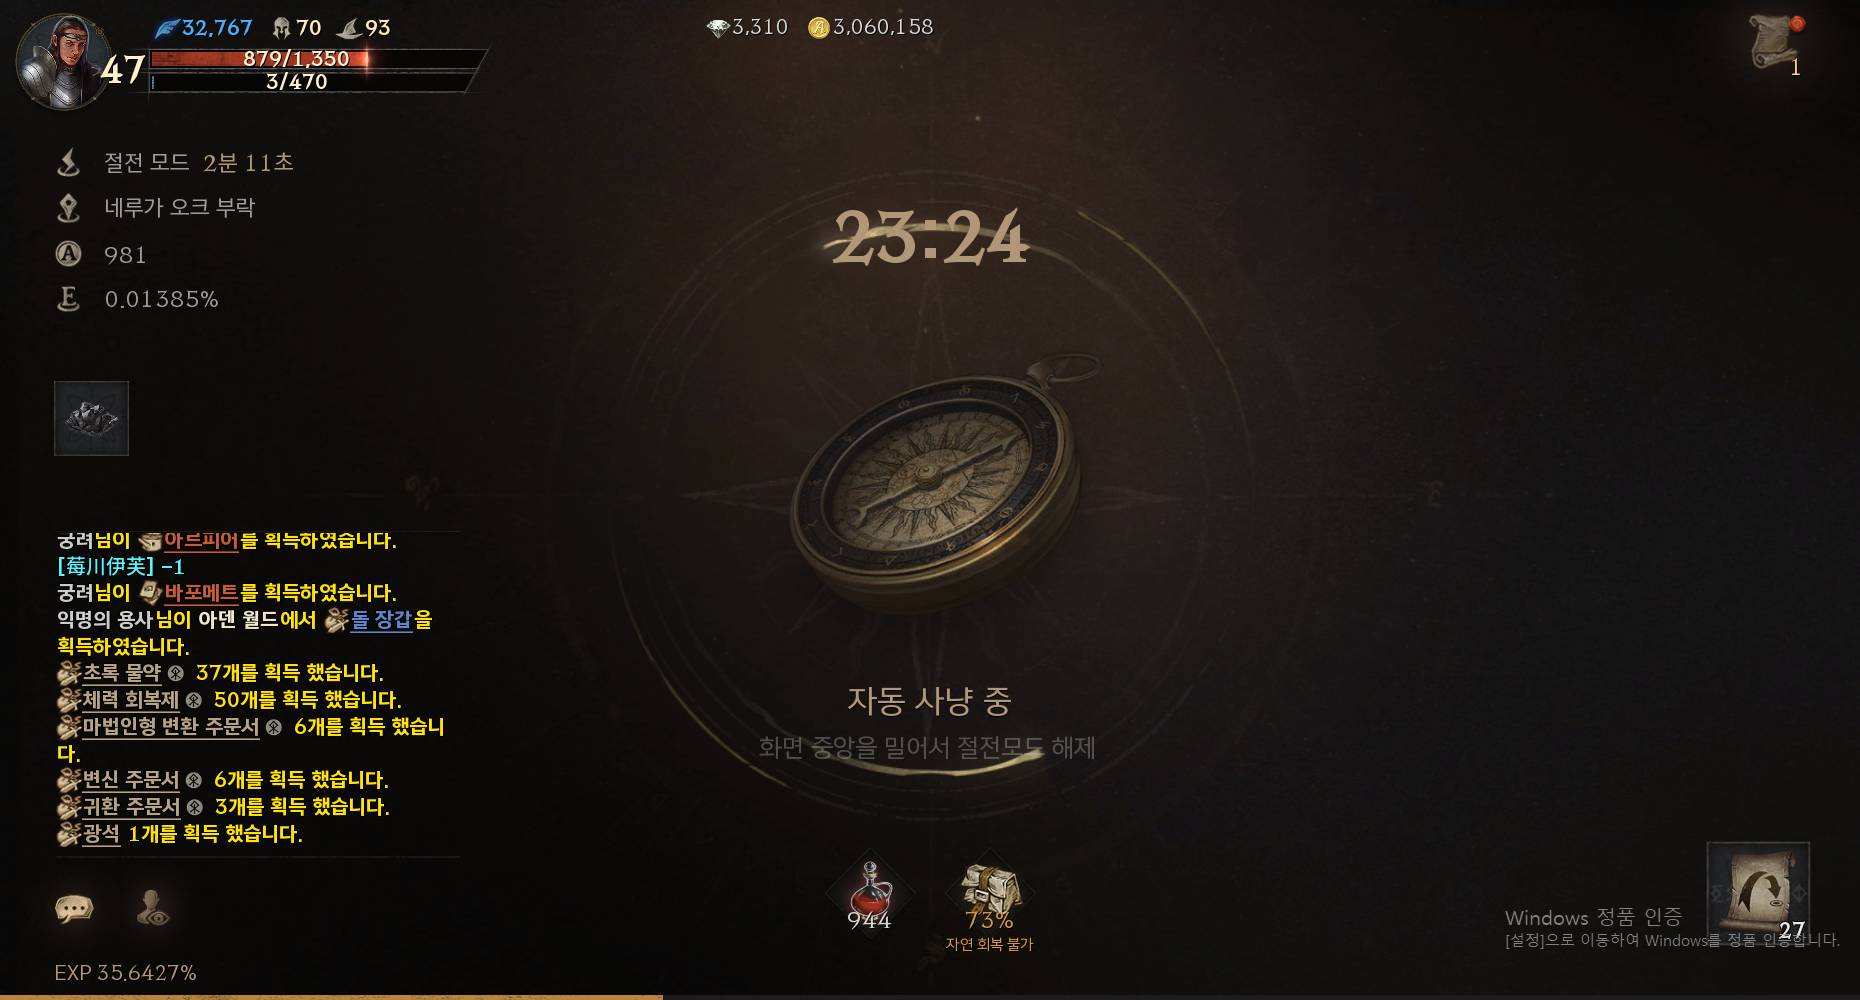 32,767 70 93
3,310 3,060,158
47
879/1,350
3/470
1
절전 모드 2분 11초
네루가 오크 부락
981
0.01385%
23:24
궁려님이 아르피어를 획득하였습니다.
[莓川伊芙] -1
궁려님이 바포메트를 획득하였습니다.
익명의 용사님이 아덴 월드에서 돌 장갑을
획득하였습니다.
초록 물약 37개를 획득 했습니다.
체력 회복제 50개를 획득 했습니다.
마법인형 변환 주문서 6개를 획득 했습니
다.
변신 주문서 6개를 획득 했습니다.
귀환 주문서 3개를 획득 했습니다.
광석 1개를 획득 했습니다.
자동 사냥 중
화면 중앙을 밀어서 절전모드 해제
944
73%
자연 회복 불가
27
Windows 정품 인증
[설정]으로 이동하여 Windows를 정품 인증합니다.
EXP 35.6427%